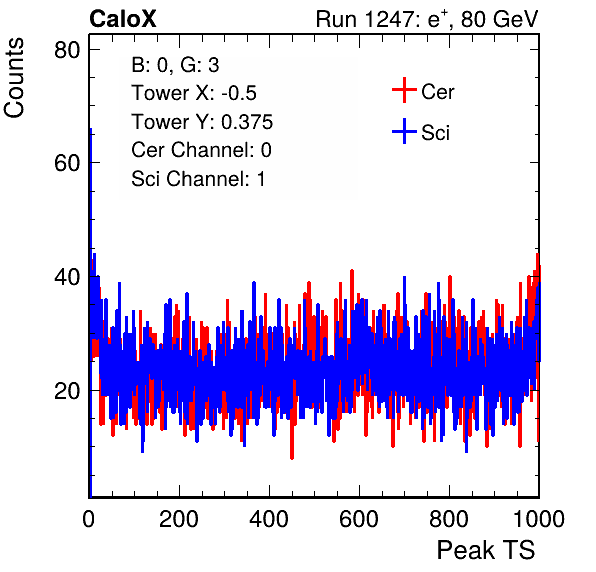 CaloX Run 1247: e⁺, 80 GeV
Counts
B: 0, G: 3
Tower X: -0.5
Tower Y: 0.375
Cer Channel: 0
Sci Channel: 1
Cer
Sci
80
60
40
20
0 200 400 600 800 1000
Peak TS